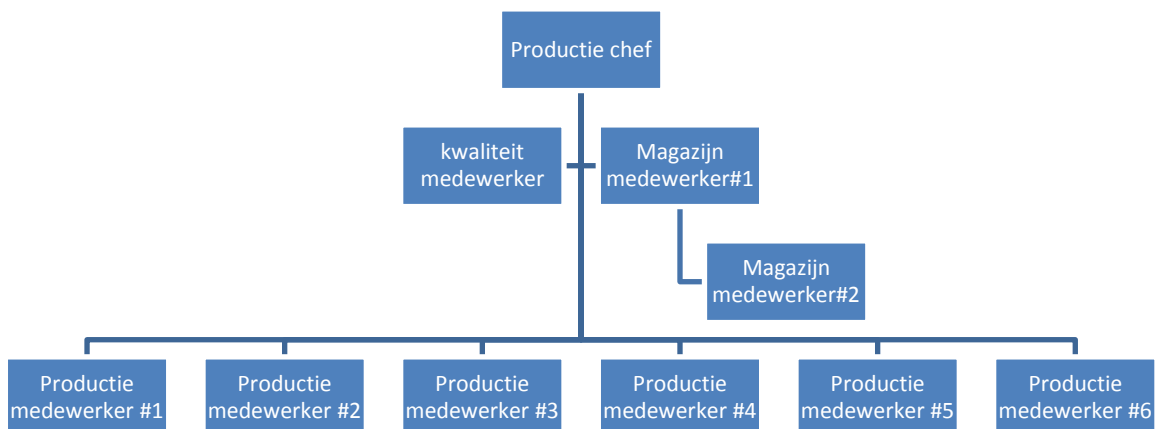 Productie chef
kwaliteit
medewerker
Magazijn
medewerker#1
Magazijn
medewerker#2
Productie
medewerker #1
Productie
medewerker #2
Productie
medewerker #3
Productie
medewerker #4
Productie
medewerker #5
Productie
medewerker #6